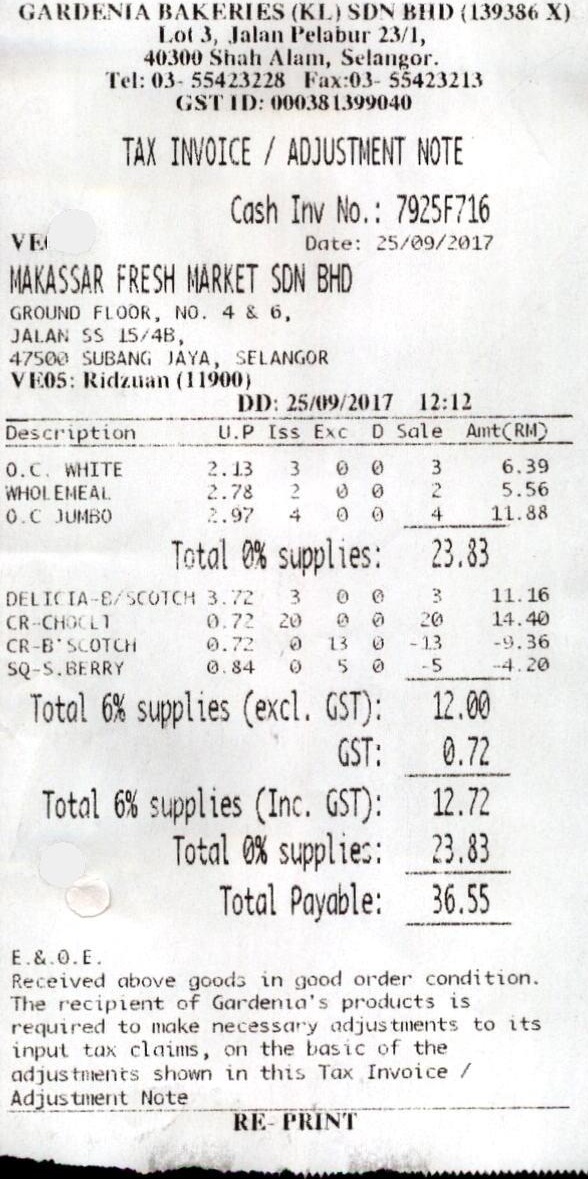 GARDENIA BAKERIES (KL) SDN BHD (139386 X)
Lot 3, Jalan Pelabur 23/1,
40300 Shah Alam, Selangor.
Tel: 03- 55423228 Fax:03- 55423213
GST ID: 000381399040
TAX INVOICE / ADJUSTMENT NOTE
Cash Inv No.: 7925F716
VE
Date: 25/09/2017
MAKASSAR FRESH MARKET SDN BHD
GROUND FLOOR, NO. 4 & 6,
JALAN SS 15/4B,
47500 SUBANG JAYA, SELANGOR
VE05: Ridzuan (11900)
DD: 25/09/2017 12:12
Description U.P Iss Exc D Sale Amt(RM)
O.C. WHITE 2.13 3 0 0 3 6.39
WHOLEMEAL 2.78 2 0 0 2 5.56
O.C JUMBO 2.97 4 0 0 4 11.88
Total 0% supplies: 23.83
DELICIA-B/SCOTCH 3.72 3 0 0 3 11.16
CR-CHOCLT 0.72 20 0 0 20 14.40
CR-B'SCOTCH 0.72 0 13 0 -13 -9.36
SQ-S.BERRY 0.84 0 5 0 -5 -4.20
Total 6% supplies (excl. GST): 12.00
GST: 0.72
Total 6% supplies (Inc. GST): 12.72
Total 0% supplies: 23.83
Total Payable: 36.55
E.&.O.E.
Received above goods in good order condition.
The recipient of Gardenia's products is
required to make necessary adjustments to its
input tax claims, on the basic of the
adjustments shown in this Tax Invoice /
Adjustment Note
RE- PRINT